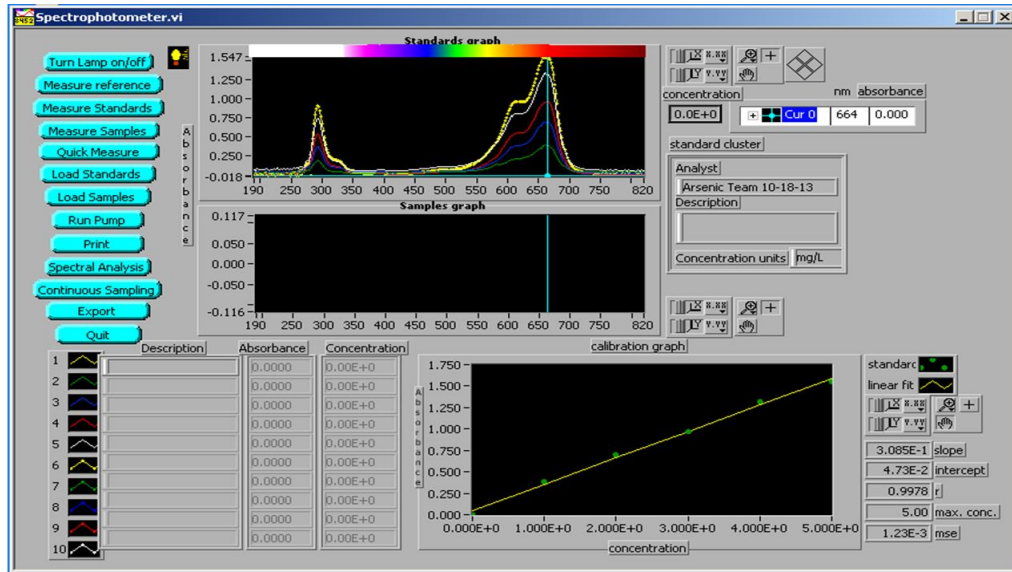 8452 Spectrophotometer.vi
Turn Lamp on/off
Measure reference
Measure Standards
Measure Samples
Quick Measure
Load Standards
Load Samples
Run Pump
Print
Spectral Analysis
Continuous Sampling
Export
Quit
Standards graph
Absorbance
1.547
1.250
1.000
0.750
0.500
0.250
-0.018
190 250 300 350 400 450 500 550 600 650 700 750 820
Samples graph
0.117
0.050
0.000
-0.050
-0.116
190 250 300 350 400 450 500 550 600 650 700 750 820
X.XX
Y.YY
concentration nm absorbance
0.0E+0 Cur 0 664 0.000
standard cluster
Analyst
Arsenic Team 10-18-13
Description
Concentration units mg/L
X.XX
Y.YY
Description Absorbance Concentration
1 0.0000 0.00E+0
2 0.0000 0.00E+0
3 0.0000 0.00E+0
4 0.0000 0.00E+0
5 0.0000 0.00E+0
6 0.0000 0.00E+0
7 0.0000 0.00E+0
8 0.0000 0.00E+0
9 0.0000 0.00E+0
10 0.0000 0.00E+0
calibration graph
Absorbance
1.750
1.500
1.250
1.000
0.750
0.500
0.250
0.000
0.000E+0 1.000E+0 2.000E+0 3.000E+0 4.000E+0 5.000E+0
concentration
standarc
linear fit
X.XX
Y.YY
3.085E-1 slope
4.73E-2 intercept
0.9978 r
5.00 max. conc.
1.23E-3 mse